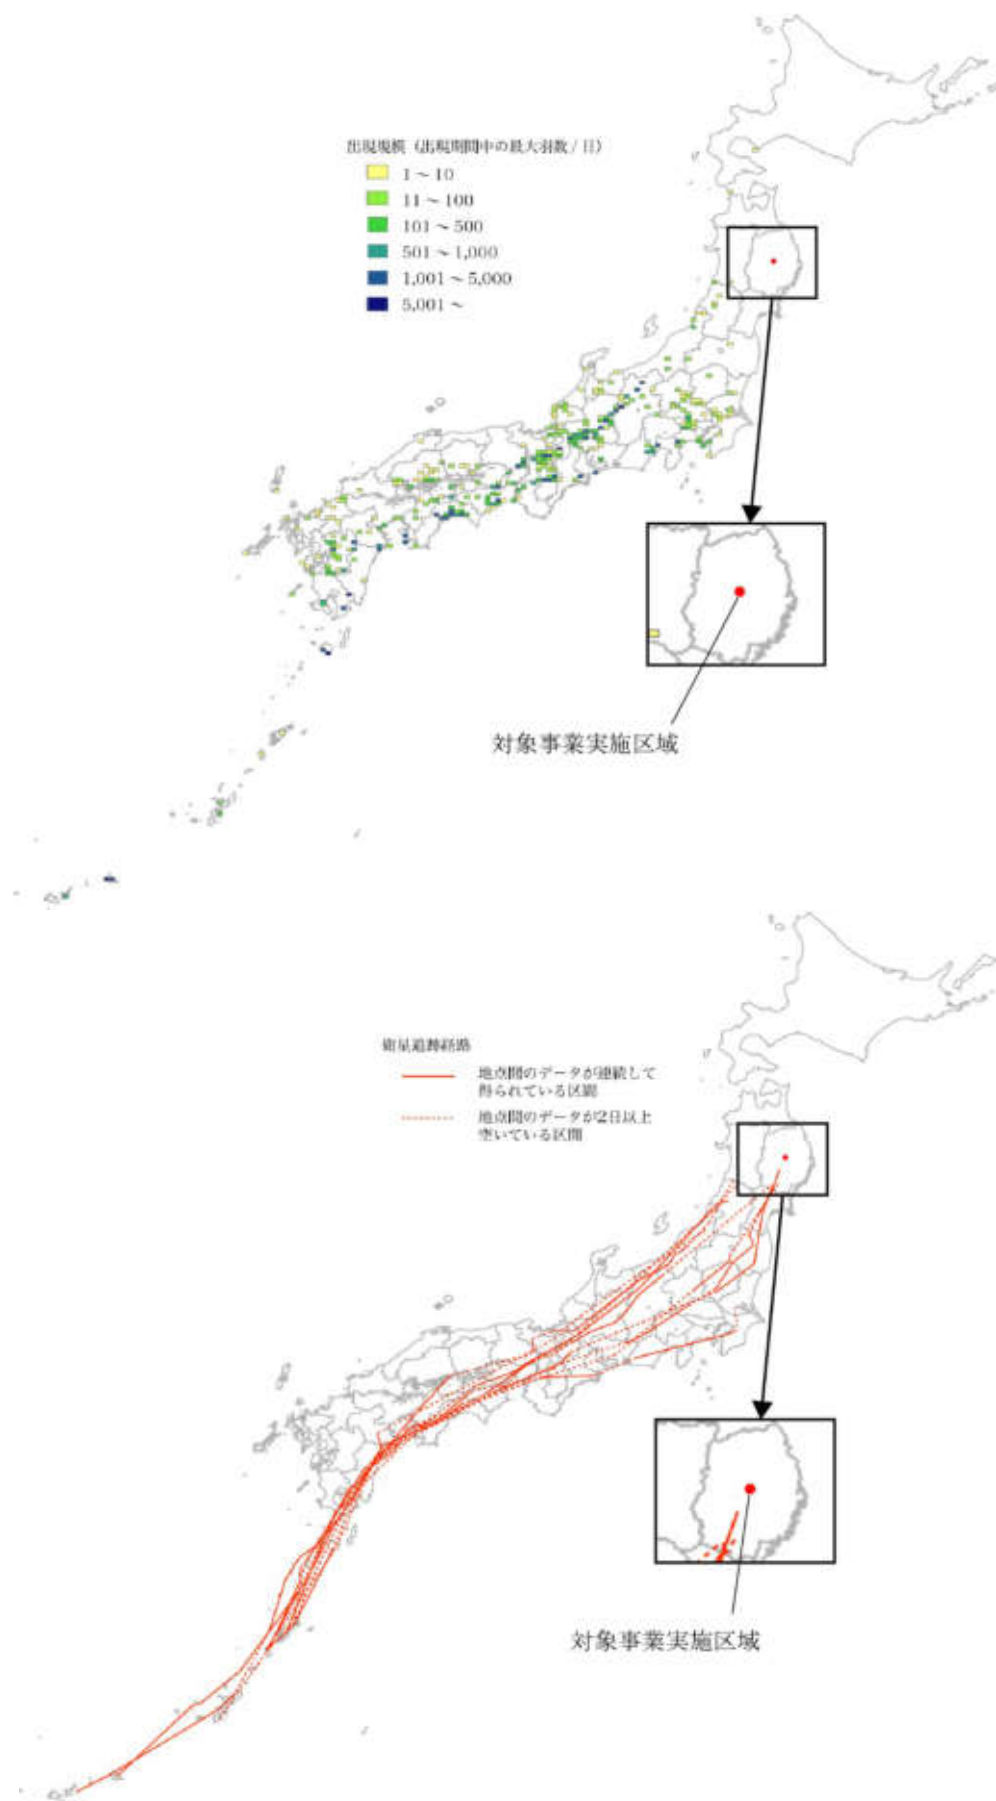 出現規模（出現期間中の最大羽数 / 日）
1 ～ 10
11 ～ 100
101 ～ 500
501 ～ 1,000
1,001 ～ 5,000
5,001 ～
対象事業実施区域
衛星追跡経路
地点間のデータが連続して
得られている区間
地点間のデータが2日以上
空いている区間
対象事業実施区域